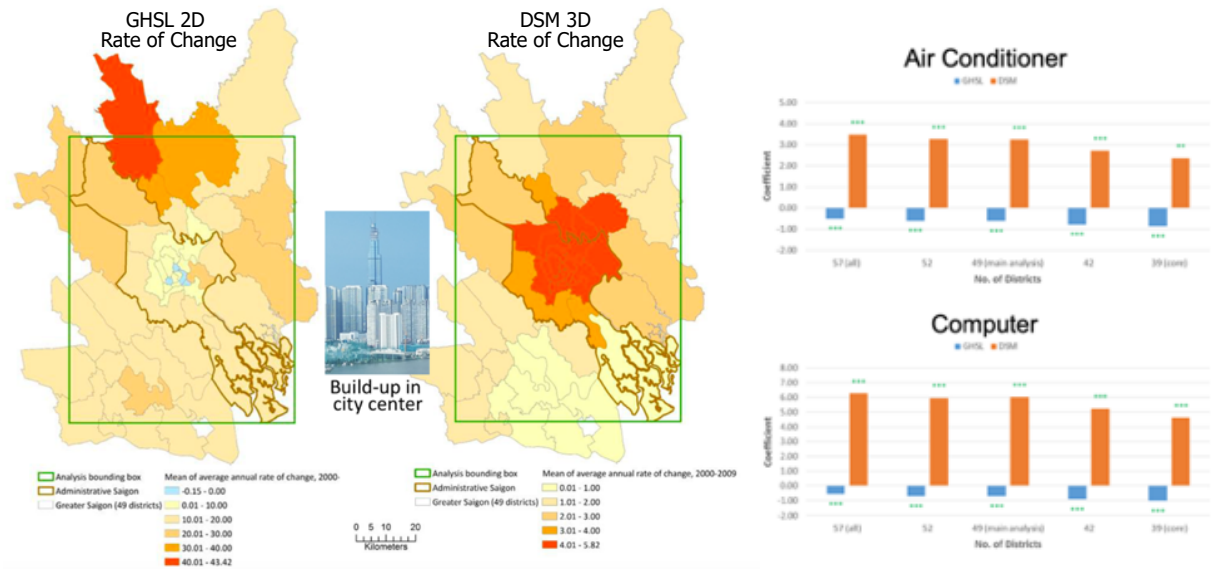 GHSL 2D
Rate of Change
DSM 3D
Rate of Change
Build-up in
city center
Analysis bounding box
Administrative Saigon
Greater Saigon (49 districts)
Mean of average annual rate of change, 2000-
-0.15 - 0.00
0.01 - 10.00
10.01 - 20.00
20.01 - 30.00
30.01 - 40.00
40.01 - 43.42
0 5 10 20
Kilometers
Analysis bounding box
Administrative Saigon
Greater Saigon (49 districts)
Mean of average annual rate of change, 2000-2009
0.01 - 1.00
1.01 - 2.00
2.01 - 3.00
3.01 - 4.00
4.01 - 5.82
Air Conditioner
GHSL DSM
5.00
4.00
3.00
2.00
1.00
0.00
-1.00
-2.00
Coefficient
*** *** *** *** **
*** *** *** *** ***
57 (all) 52 49 (main analysis) 42 39 (core)
No. of Districts
Computer
GHSL DSM
8.00
7.00
6.00
5.00
4.00
3.00
2.00
1.00
0.00
-1.00
-2.00
Coefficient
*** *** *** *** ***
*** *** *** *** ***
57 (all) 52 49 (main analysis) 42 39 (core)
No. of Districts